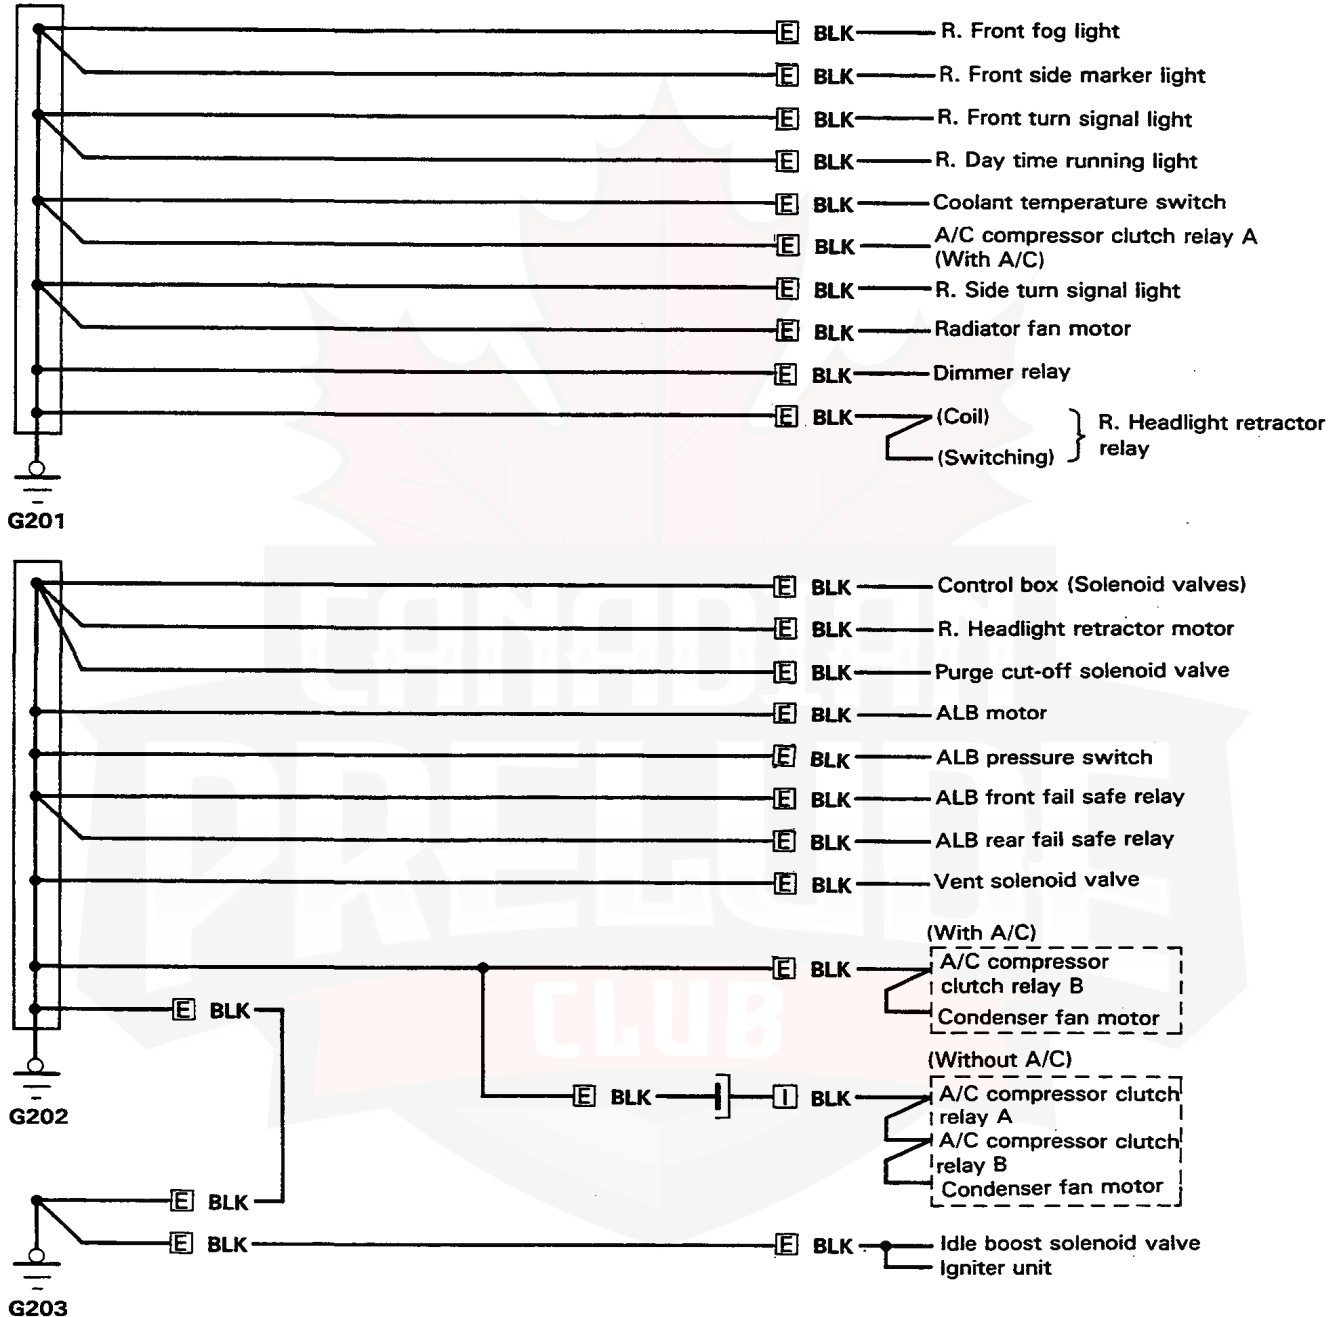 E BLK R. Front fog light
E BLK R. Front side marker light
E BLK R. Front turn signal light
E BLK R. Day time running light
E BLK Coolant temperature switch
E BLK A/C compressor clutch relay A
(With A/C)
E BLK R. Side turn signal light
E BLK Radiator fan motor
E BLK Dimmer relay
E BLK (Coil)
(Switching)
} R. Headlight retractor
relay
G201
E BLK Control box (Solenoid valves)
E BLK R. Headlight retractor motor
E BLK Purge cut-off solenoid valve
E BLK ALB motor
E BLK ALB pressure switch
E BLK ALB front fail safe relay
E BLK ALB rear fail safe relay
E BLK Vent solenoid valve
(With A/C)
E BLK A/C compressor
clutch relay B
Condenser fan motor
E BLK
G202
(Without A/C)
E BLK I BLK A/C compressor clutch
relay A
A/C compressor clutch
relay B
Condenser fan motor
E BLK
E BLK E BLK Idle boost solenoid valve
Igniter unit
G203
CANADIAN
PRELUDE
CLUB